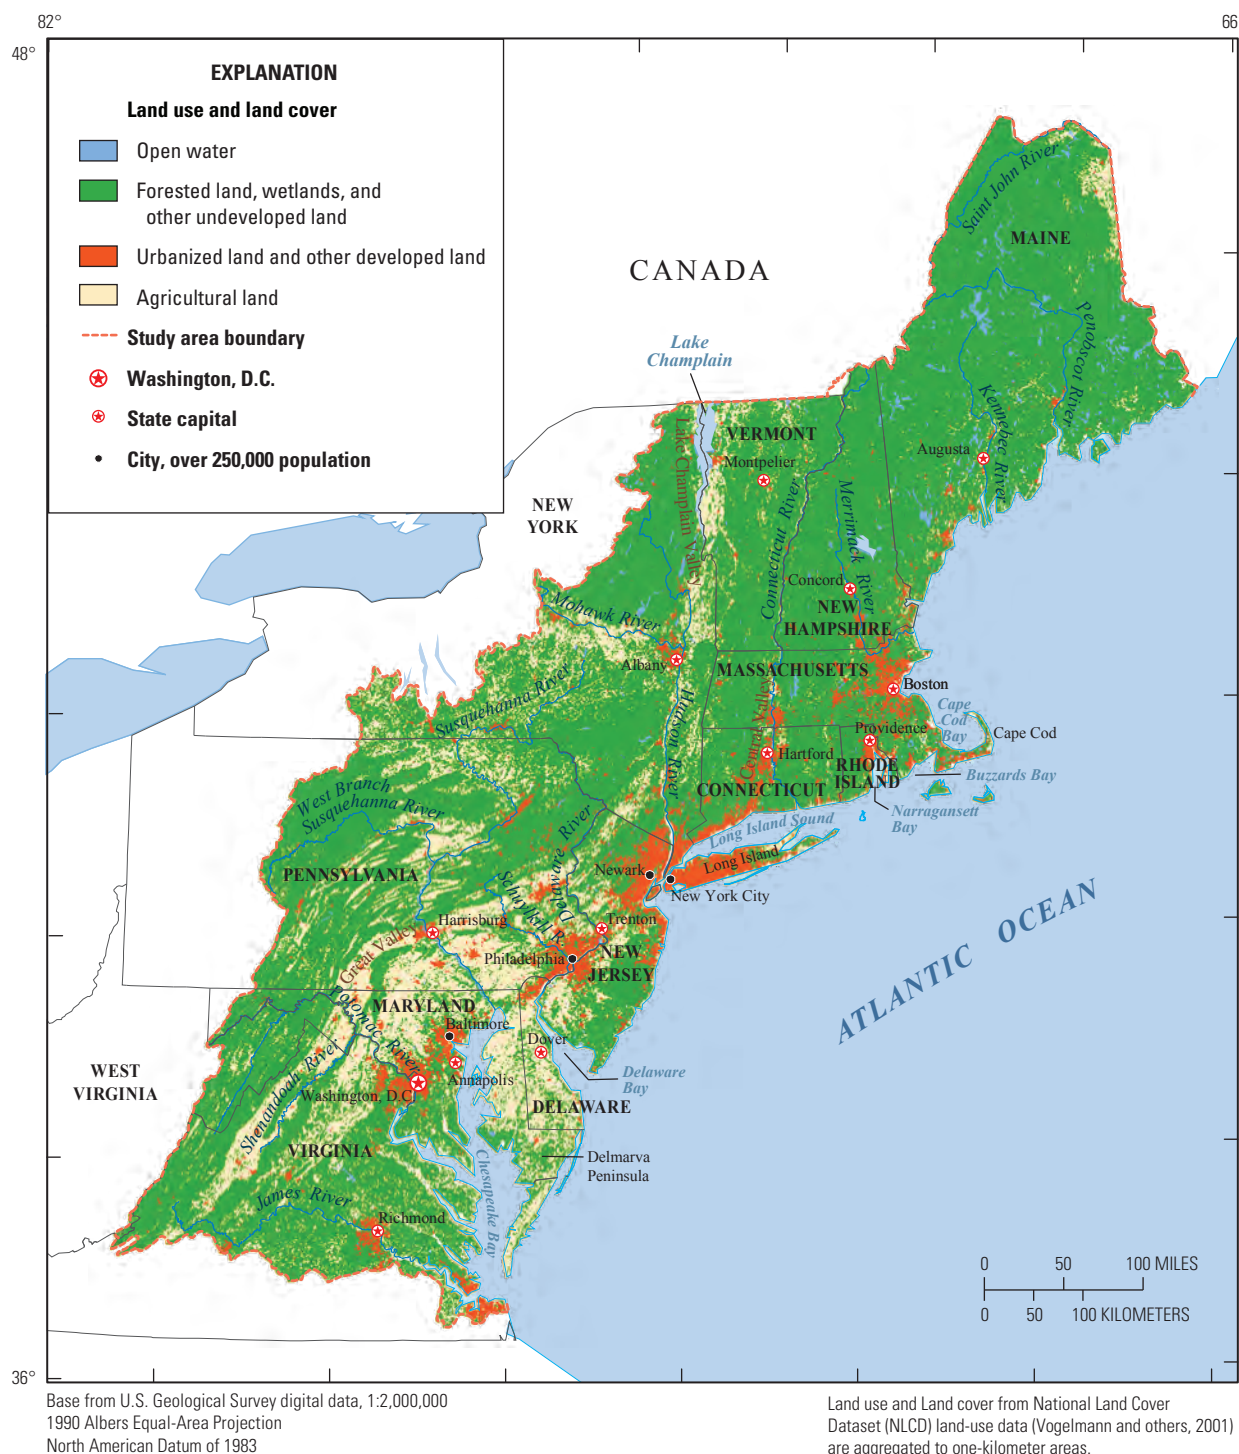 82°
66
48°
EXPLANATION
Land use and land cover
Open water
Forested land, wetlands, and
other undeveloped land
Urbanized land and other developed land
Agricultural land
Study area boundary
Washington, D.C.
State capital
City, over 250,000 population
CANADA
Saint John River
MAINE
Penobscot River
Kennebec River
Augusta
Lake
Champlain
VERMONT
Montpelier
Lake Champlain Valley
Connecticut River
Merrimack River
NEW
YORK
Concord
NEW
HAMPSHIRE
Mohawk River
Albany
MASSACHUSETTS
Boston
Susquehanna River
Hudson River
Central Valley
Cape
Cod
Bay
Cape Cod
Providence
Hartford
RHODE
ISLAND
Buzzards Bay
CONNECTICUT
Narragansett
Bay
West Branch
Susquehanna River
Long Island Sound
Delaware River
Long Island
PENNSYLVANIA
Newark
New York City
Schuylkill R.
Harrisburg
Trenton
Great Valley
Philadelphia
NEW
JERSEY
ATLANTIC OCEAN
Potomac River
MARYLAND
Baltimore
Dover
WEST
VIRGINIA
Shenandoah River
Annapolis
Delaware
Bay
Washington, D.C.
DELAWARE
VIRGINIA
Chesapeake Bay
Delmarva
Peninsula
James River
Richmond
0 50 100 MILES
0 50 100 KILOMETERS
36°
Base from U.S. Geological Survey digital data, 1:2,000,000
1990 Albers Equal-Area Projection
North American Datum of 1983
Land use and Land cover from National Land Cover
Dataset (NLCD) land-use data (Vogelmann and others, 2001)
are aggregated to one-kilometer areas.